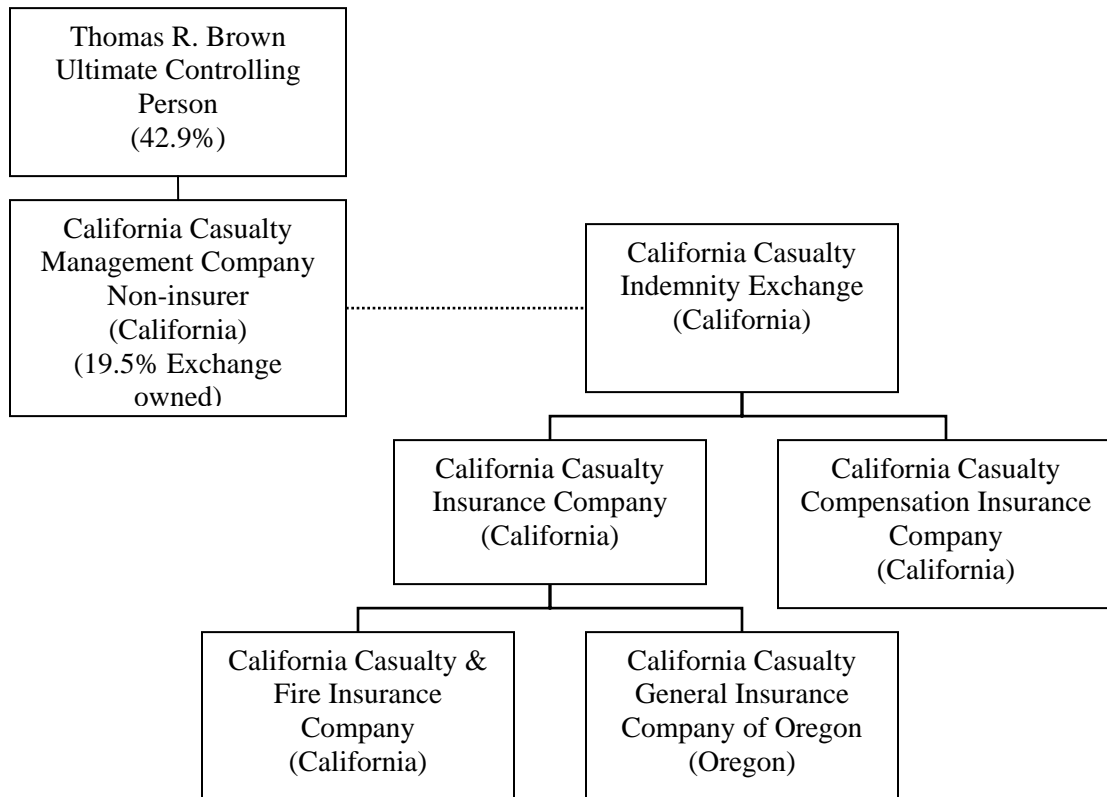 Thomas R. Brown
Ultimate Controlling
Person
(42.9%)
California Casualty
Management Company
Non-insurer
(California)
(19.5% Exchange
owned)
California Casualty
Indemnity Exchange
(California)
California Casualty
Insurance Company
(California)
California Casualty
Compensation Insurance
Company
(California)
California Casualty &
Fire Insurance
Company
(California)
California Casualty
General Insurance
Company of Oregon
(Oregon)